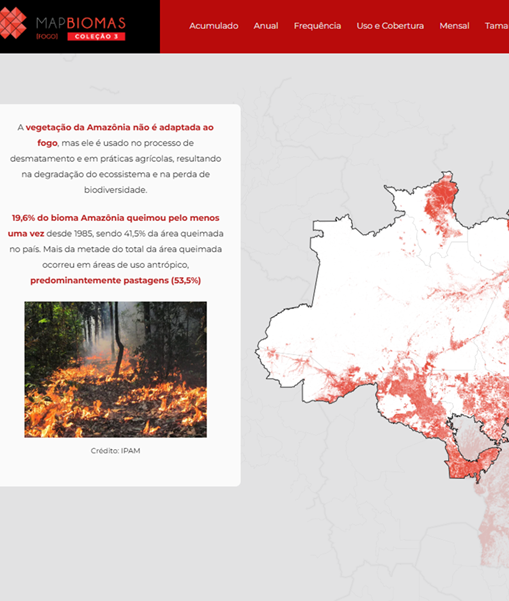 MAPBIOMAS
[FOGO] COLEÇÃO 3
Acumulado Anual Frequência Uso e Cobertura Mensal Tama
A vegetação da Amazônia não é adaptada ao
fogo, mas ele é usado no processo de
desmatamento e em práticas agrícolas, resultando
na degradação do ecossistema e na perda de
biodiversidade.
19,6% do bioma Amazônia queimou pelo menos
uma vez desde 1985, sendo 41,5% da área queimada
no país. Mais da metade do total da área queimada
ocorreu em áreas de uso antrópico,
predominantemente pastagens (53,5%)
Crédito: IPAM